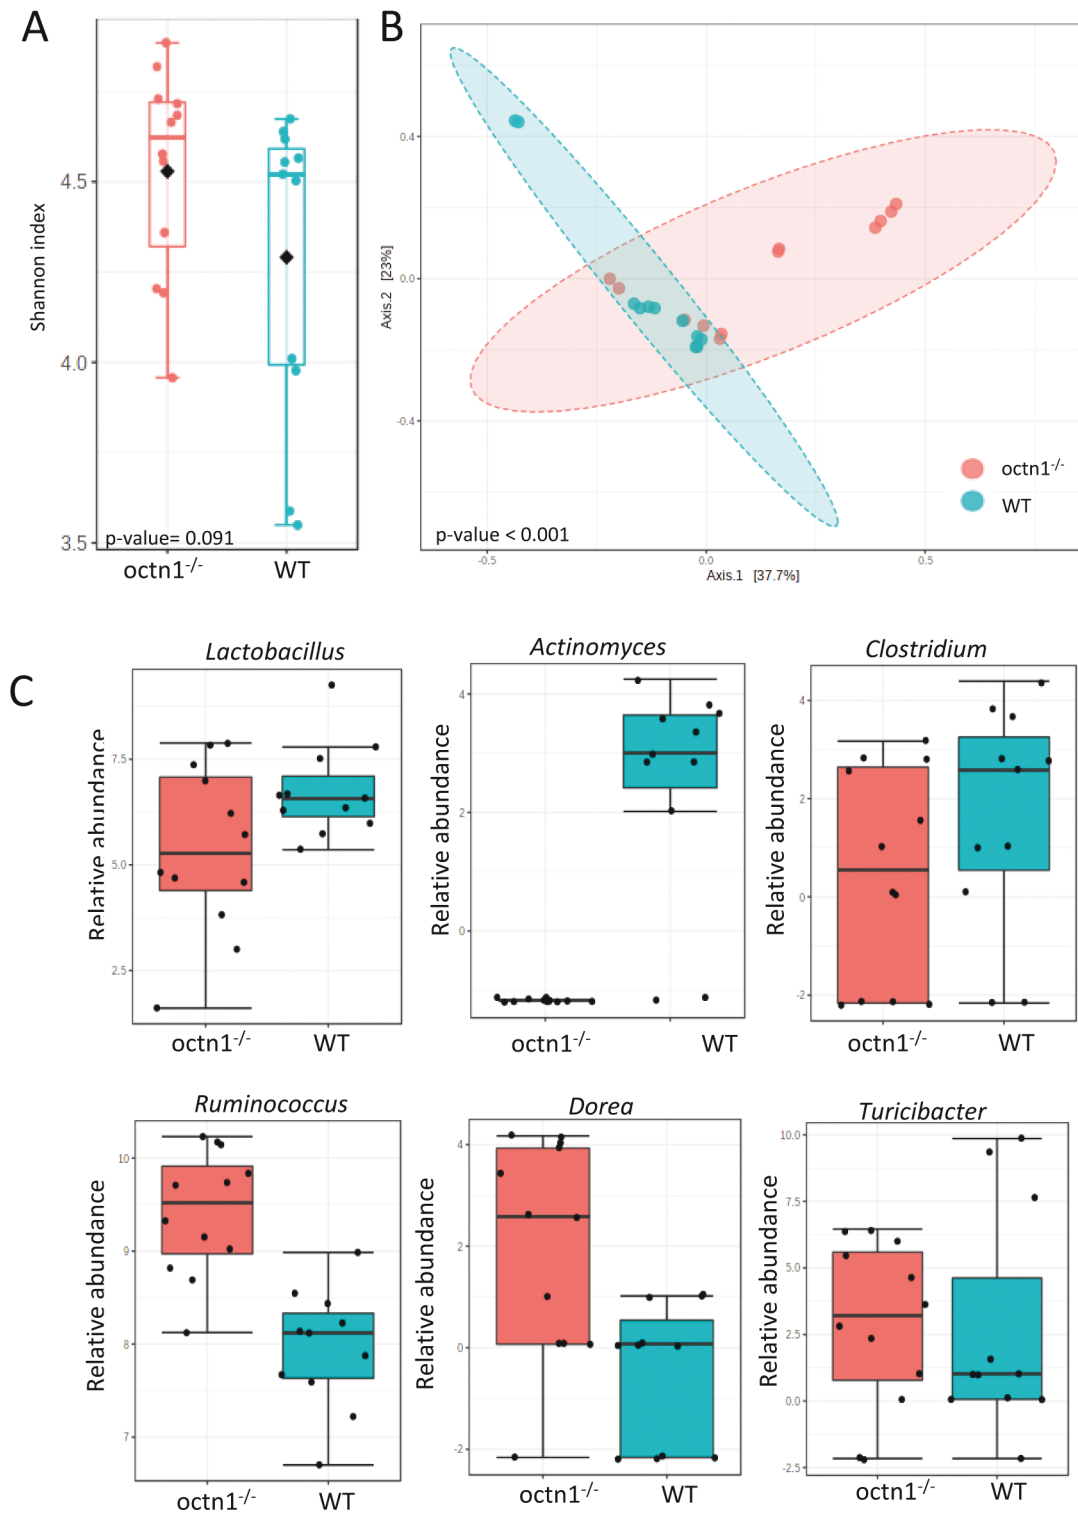 A
Shannon index
4.5
4.0
3.5
p-value= 0.091
octn1-/-
WT
B
Axis.2 [23%]
0.4
0.0
-0.4
p-value < 0.001
octn1-/-
WT
-0.5
0.0
0.5
Axis.1 [37.7%]
C
Lactobacillus
Relative abundance
7.5
5.0
2.5
octn1-/-
WT
Actinomyces
Relative abundance
4
2
0
octn1-/-
WT
Clostridium
Relative abundance
4
2
0
-2
octn1-/-
WT
Ruminococcus
Relative abundance
10
9
8
7
octn1-/-
WT
Dorea
Relative abundance
4
2
0
-2
octn1-/-
WT
Turicibacter
Relative abundance
10.0
7.5
5.0
2.5
0.0
-2.5
octn1-/-
WT